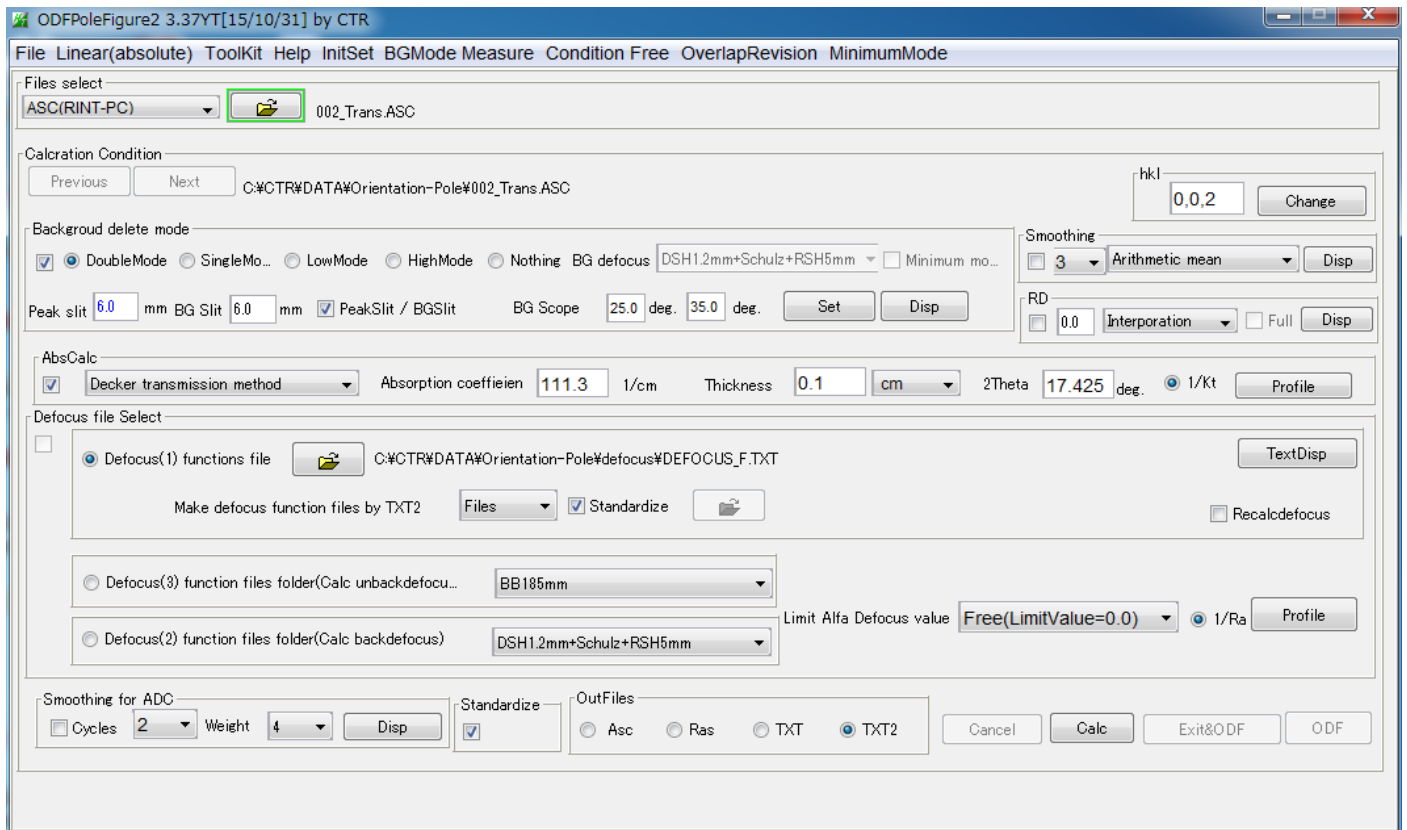 ODFPoleFigure2 3.37YT[15/10/31] by CTR
File Linear(absolute) ToolKit Help InitSet BGMode Measure Condition Free OverlapRevision MinimumMode
Files select
ASC(RINT-PC) 002_Trans.ASC
Calcration Condition
Previous Next C:¥CTR¥DATA¥Orientation-Pole¥002_Trans.ASC
hkl
0,0,2 Change
Backgroud delete mode
DoubleMode SingleMo... LowMode HighMode Nothing BG defocus DSH1.2mm+Schulz+RSH5mm Minimum mo...
Peak slit 6.0 mm BG Slit 6.0 mm PeakSlit / BGSlit BG Scope 25.0 deg. 35.0 deg. Set Disp
Smoothing
3 Arithmetic mean Disp
RD
0.0 Interporation Full Disp
AbsCalc
Decker transmission method Absorption coeffieien 111.3 1/cm Thickness 0.1 cm 2Theta 17.425 deg. 1/Kt Profile
Defocus file Select
Defocus(1) functions file C:¥CTR¥DATA¥Orientation-Pole¥defocus¥DEFOCUS_F.TXT TextDisp
Make defocus function files by TXT2 Files Standardize Recalcdefocus
Defocus(3) function files folder(Calc unbackdefocu... BB185mm
Limit Alfa Defocus value Free(LimitValue=0.0) 1/Ra Profile
Defocus(2) function files folder(Calc backdefocus) DSH1.2mm+Schulz+RSH5mm
Smoothing for ADC
Cycles 2 Weight 4 Disp
Standardize
OutFiles
Asc Ras TXT TXT2
Cancel Calc Exit&ODF ODF